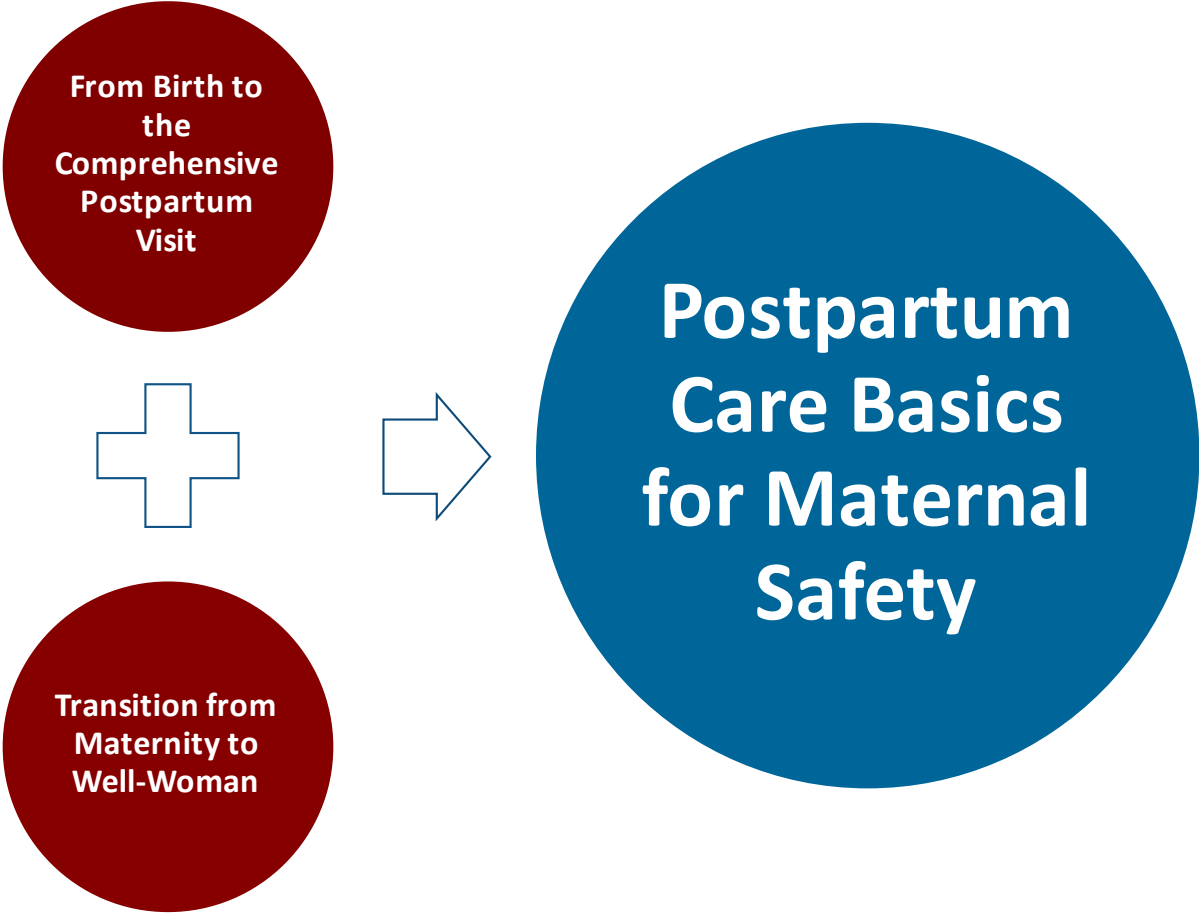 From Birth to
the
Comprehensive
Postpartum
Visit
Transition from
Maternity to
Well-Woman
Postpartum
Care Basics
for Maternal
Safety